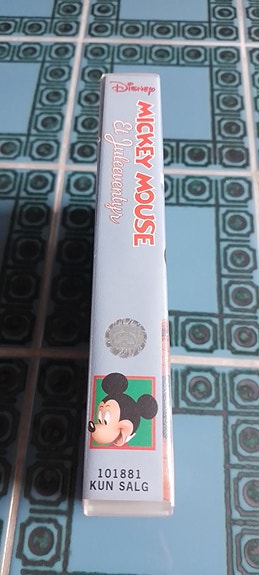 Disney
MICKEY MOUSE
Et Juleeventyr
101881
KUN SALG